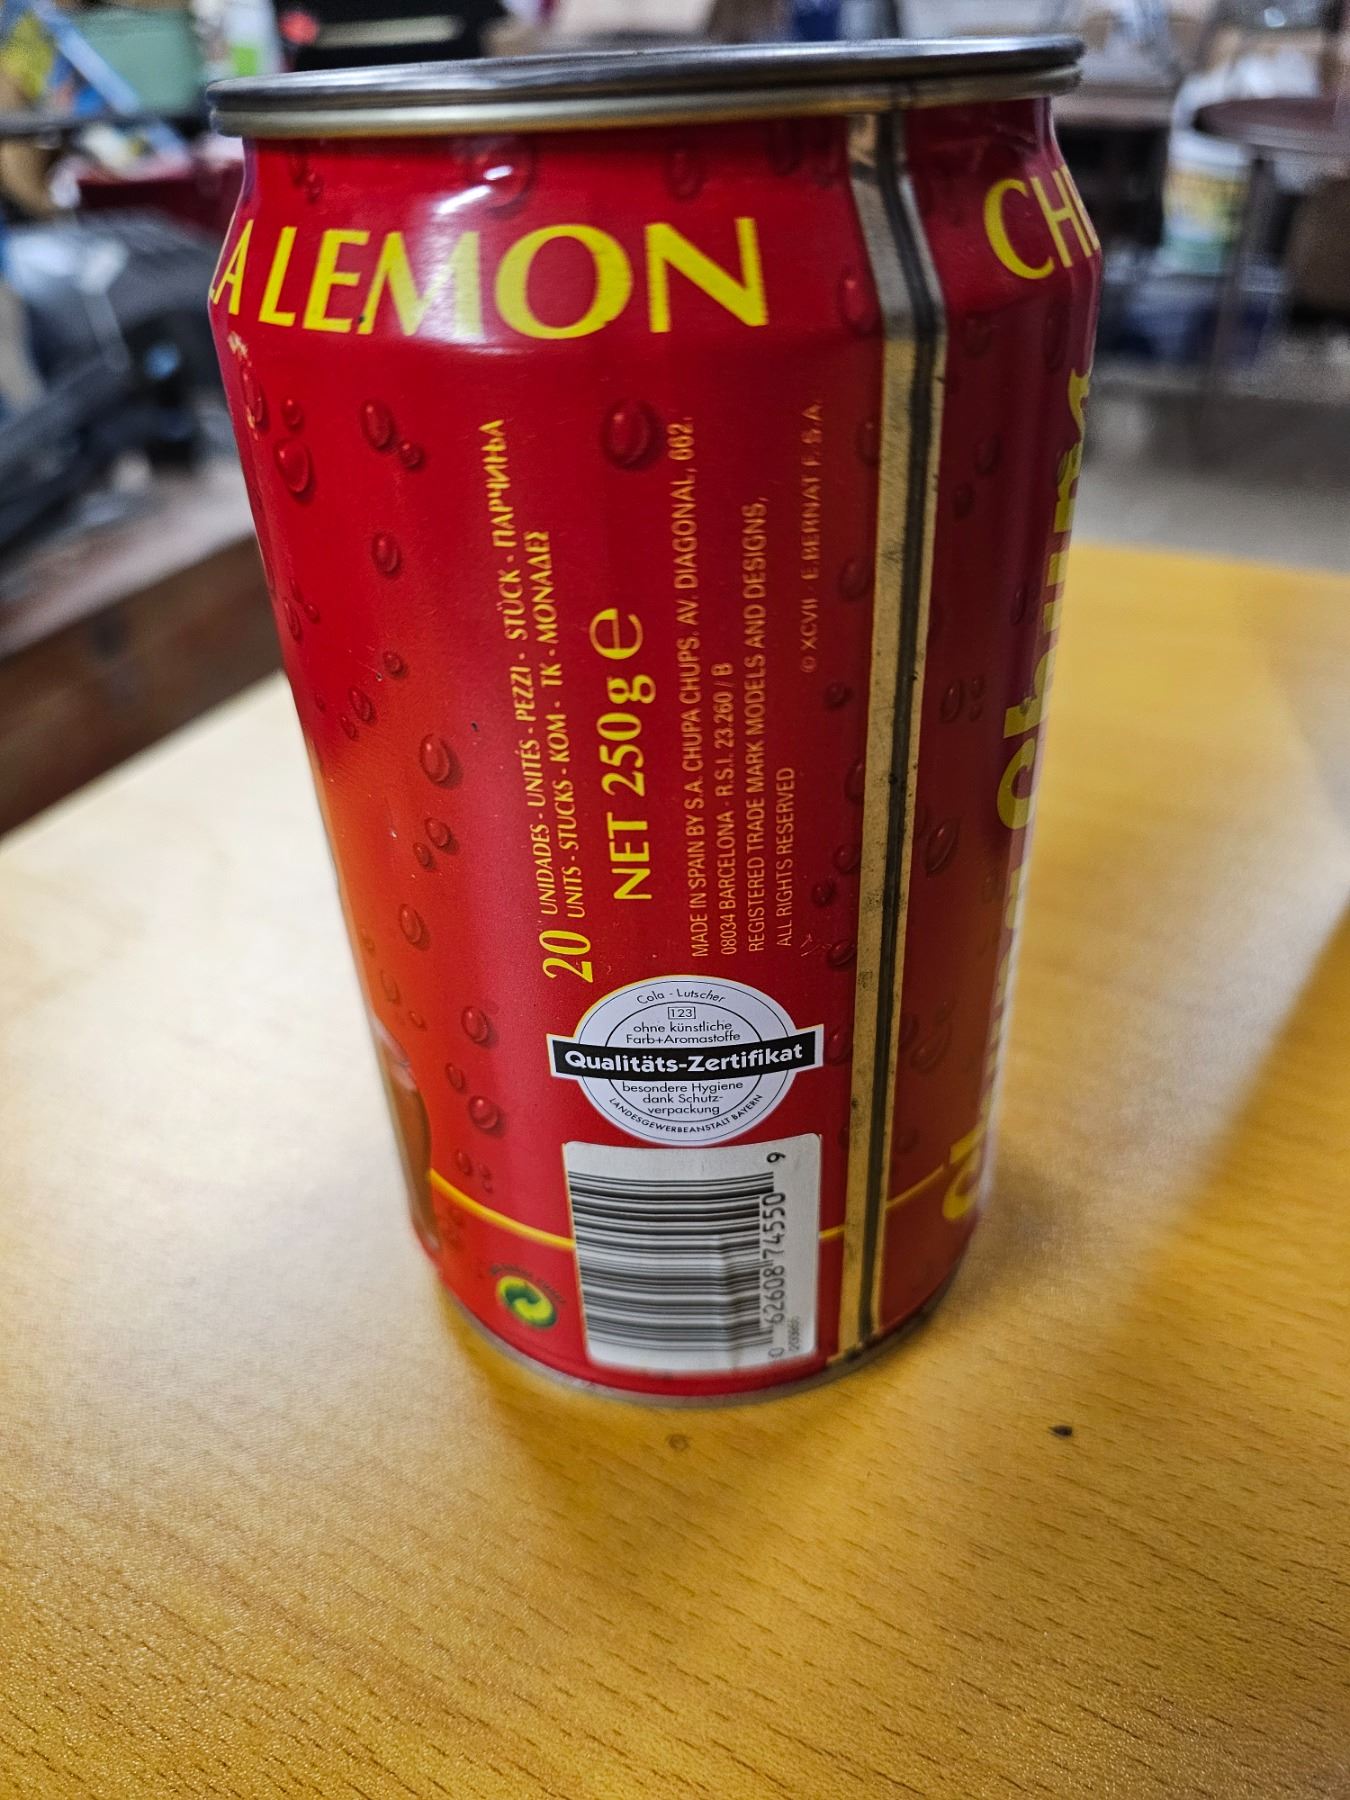 LA LEMON
CH
20 UNIDADES - UNITÉS - PEZZI - STÜCK - ПАРЧИЊА
UNITS - STUCKS - KOM - TK - ΜΟΝΑΔΕΣ
NET 250g e
MADE IN SPAIN BY S.A. CHUPA CHUPS. AV. DIAGONAL, 662.
08034 BARCELONA - R.S.I. 23.260 / B
REGISTERED TRADE MARK MODELS AND DESIGNS,
ALL RIGHTS RESERVED
© XCVII E.BERNAT F.S.A.
Cola - Lutscher
123
ohne künstliche
Farb+Aromastoffe
Qualitäts-Zertifikat
besondere Hygiene
dank Schutz-
verpackung
LANDESGEWERBEANSTALT BAYERN
0 62608 74550 9